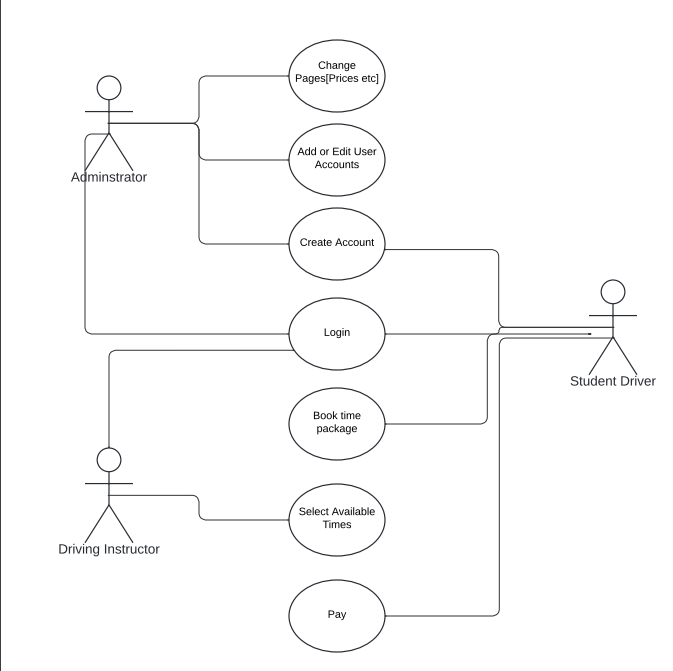 Change
Pages[Prices etc]
Adminstrator
Add or Edit User
Accounts
Create Account
Login
Student Driver
Book time
package
Driving Instructor
Select Available
Times
Pay